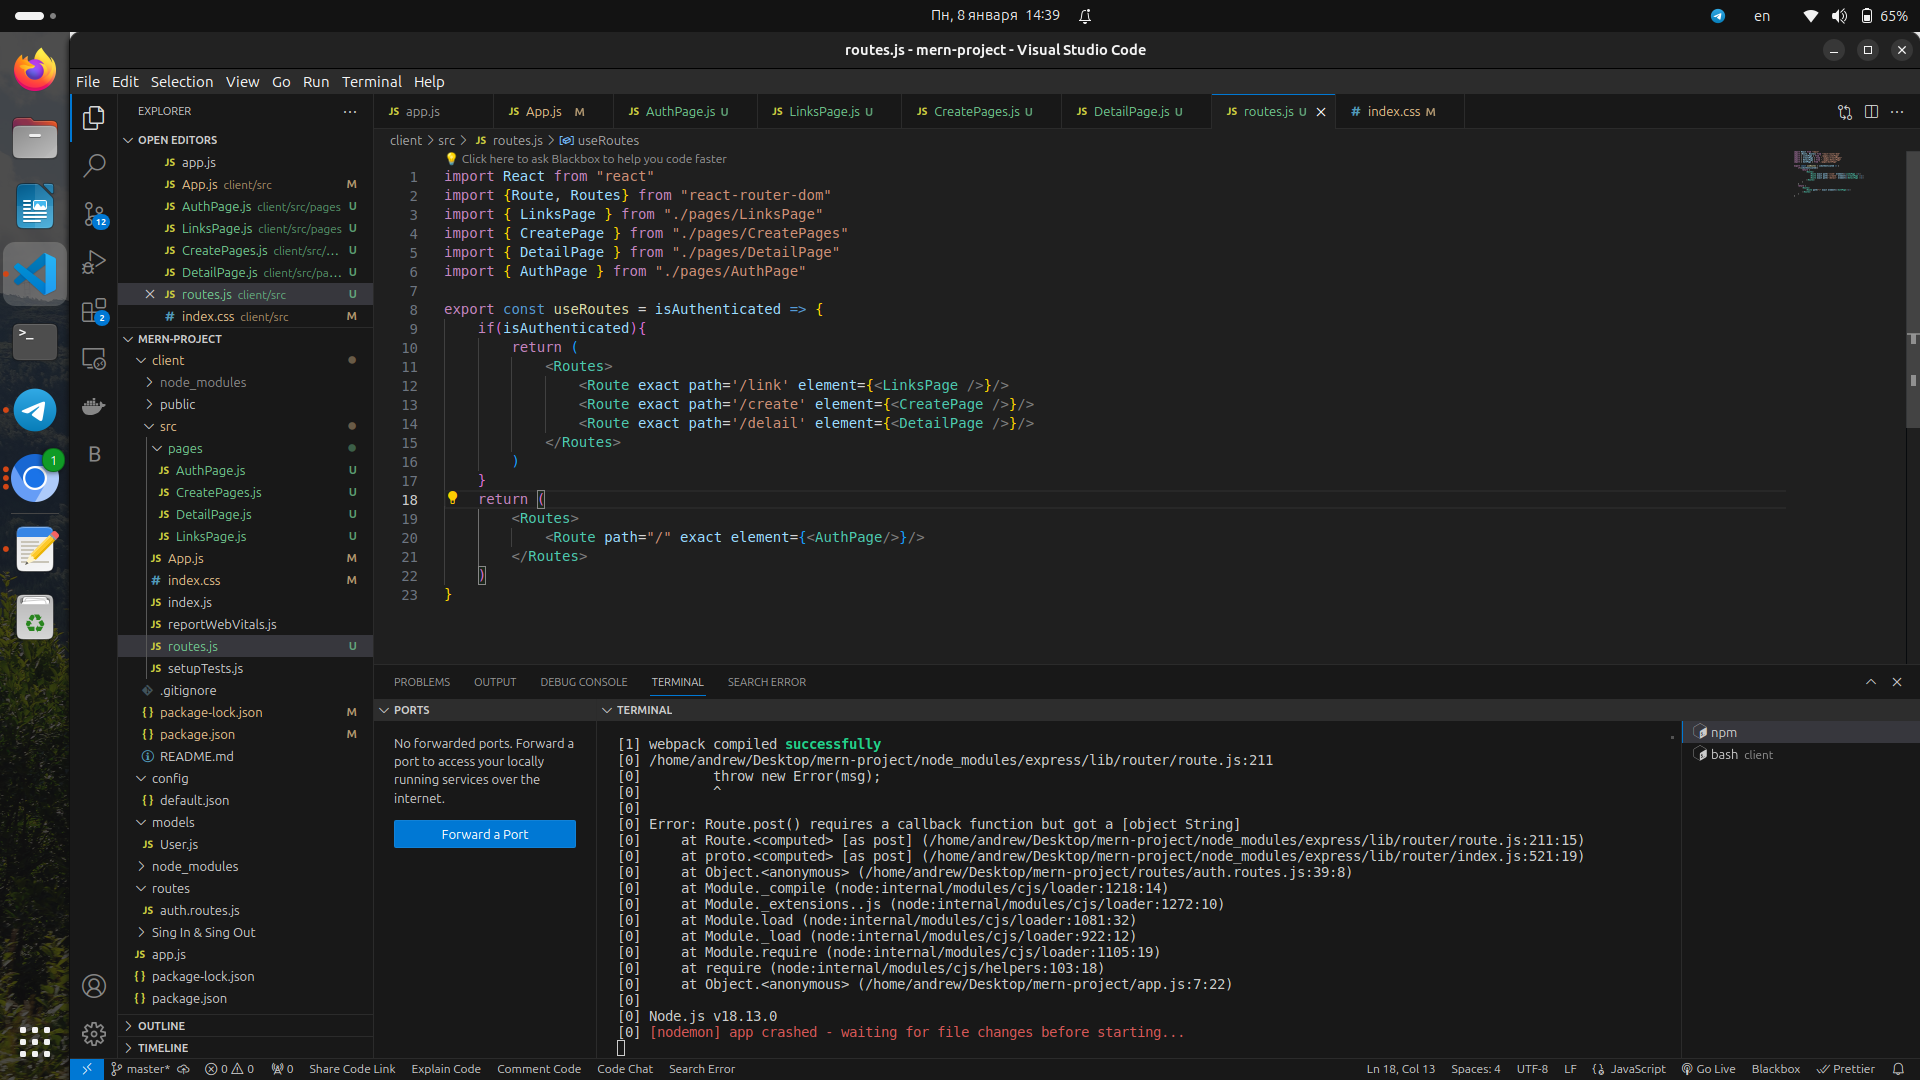 Пн, 8 января 14:39
en
65%
routes.js - mern-project - Visual Studio Code
File Edit Selection View Go Run Terminal Help
EXPLORER
OPEN EDITORS
JS app.js
JS App.js client/src M
JS AuthPage.js client/src/pages U
JS LinksPage.js client/src/pages U
JS CreatePages.js client/src/... U
JS DetailPage.js client/src/pa... U
JS routes.js client/src U
# index.css client/src M
MERN-PROJECT
client
node_modules
public
src
pages
JS AuthPage.js U
JS CreatePages.js U
JS DetailPage.js U
JS LinksPage.js U
JS App.js M
# index.css M
JS index.js
JS reportWebVitals.js
JS routes.js U
JS setupTests.js
.gitignore
{} package-lock.json M
{} package.json M
README.md
config
{} default.json
models
JS User.js
node_modules
routes
JS auth.routes.js
Sing In & Sing Out
JS app.js
{} package-lock.json
{} package.json
OUTLINE
TIMELINE
12
2
B
1
JS app.js JS App.js M JS AuthPage.js U JS LinksPage.js U JS CreatePages.js U JS DetailPage.js U JS routes.js U # index.css M
client > src > JS routes.js > useRoutes
Click here to ask Blackbox to help you code faster
1 import React from "react"
2 import {Route, Routes} from "react-router-dom"
3 import { LinksPage } from "./pages/LinksPage"
4 import { CreatePage } from "./pages/CreatePages"
5 import { DetailPage } from "./pages/DetailPage"
6 import { AuthPage } from "./pages/AuthPage"
7
8 export const useRoutes = isAuthenticated => {
9 if(isAuthenticated){
10 return (
11 <Routes>
12 <Route exact path='/link' element={<LinksPage />}/>
13 <Route exact path='/create' element={<CreatePage />}/>
14 <Route exact path='/delail' element={<DetailPage />}/>
15 </Routes>
16 )
17 }
18 return (
19 <Routes>
20 <Route path="/" exact element={<AuthPage/>}/>
21 </Routes>
22 )
23 }
PROBLEMS OUTPUT DEBUG CONSOLE TERMINAL SEARCH ERROR
PORTS
No forwarded ports. Forward a
port to access your locally
running services over the
internet.
Forward a Port
TERMINAL
[1] webpack compiled successfully
[0] /home/andrew/Desktop/mern-project/node_modules/express/lib/router/route.js:211
[0] throw new Error(msg);
[0] ^
[0]
[0] Error: Route.post() requires a callback function but got a [object String]
[0] at Route.<computed> [as post] (/home/andrew/Desktop/mern-project/node_modules/express/lib/router/route.js:211:15)
[0] at proto.<computed> [as post] (/home/andrew/Desktop/mern-project/node_modules/express/lib/router/index.js:521:19)
[0] at Object.<anonymous> (/home/andrew/Desktop/mern-project/routes/auth.routes.js:39:8)
[0] at Module._compile (node:internal/modules/cjs/loader:1218:14)
[0] at Module._extensions..js (node:internal/modules/cjs/loader:1272:10)
[0] at Module.load (node:internal/modules/cjs/loader:1081:32)
[0] at Module._load (node:internal/modules/cjs/loader:922:12)
[0] at Module.require (node:internal/modules/cjs/loader:1105:19)
[0] at require (node:internal/modules/cjs/helpers:103:18)
[0] at Object.<anonymous> (/home/andrew/Desktop/mern-project/app.js:7:22)
[0]
[0] Node.js v18.13.0
[0] [nodemon] app crashed - waiting for file changes before starting...
npm
bash client
master* 0 0 0 Share Code Link Explain Code Comment Code Code Chat Search Error
Ln 18, Col 13 Spaces: 4 UTF-8 LF {} JavaScript Go Live Blackbox Prettier